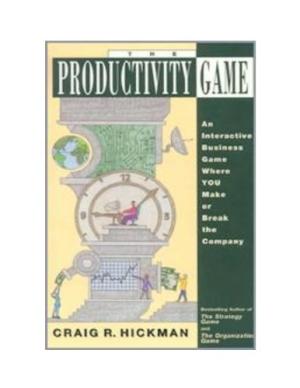 THE
PRODUCTIVITY GAME
An
Interactive
Business
Game
Where
YOU
Make
or
Break
the
Company
Bestselling Author of
The Strategy
Game
and
The Organization
Game
CRAIG R. HICKMAN